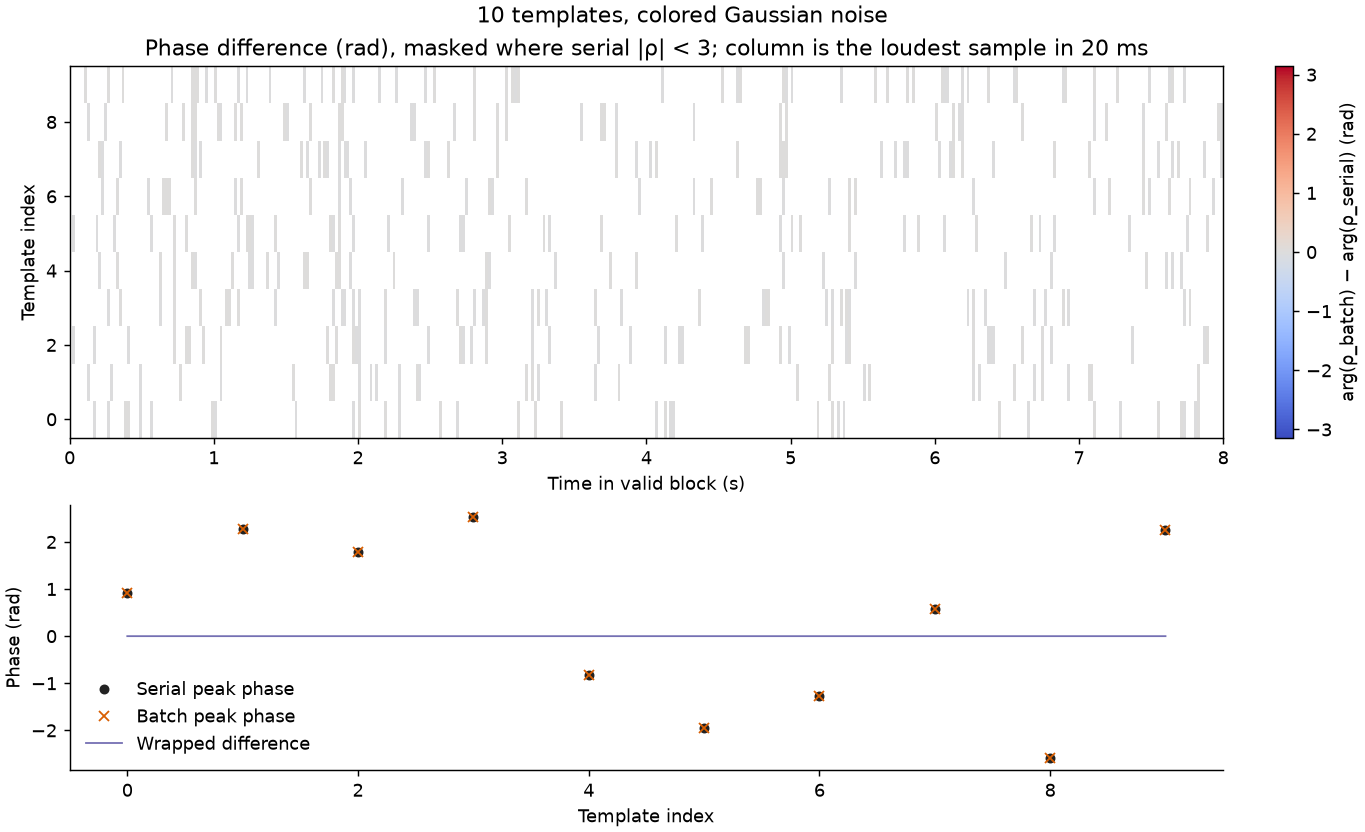 10 templates, colored Gaussian noise
Phase difference (rad), masked where serial |ρ| < 3; column is the loudest sample in 20 ms
Template index
8
6
4
2
0
0 1 2 3 4 5 6 7 8
Time in valid block (s)
3
2
1
0
−1
−2
−3
arg(ρ_batch) − arg(ρ_serial) (rad)
Phase (rad)
2
1
0
−1
−2
Serial peak phase
Batch peak phase
Wrapped difference
0 2 4 6 8
Template index